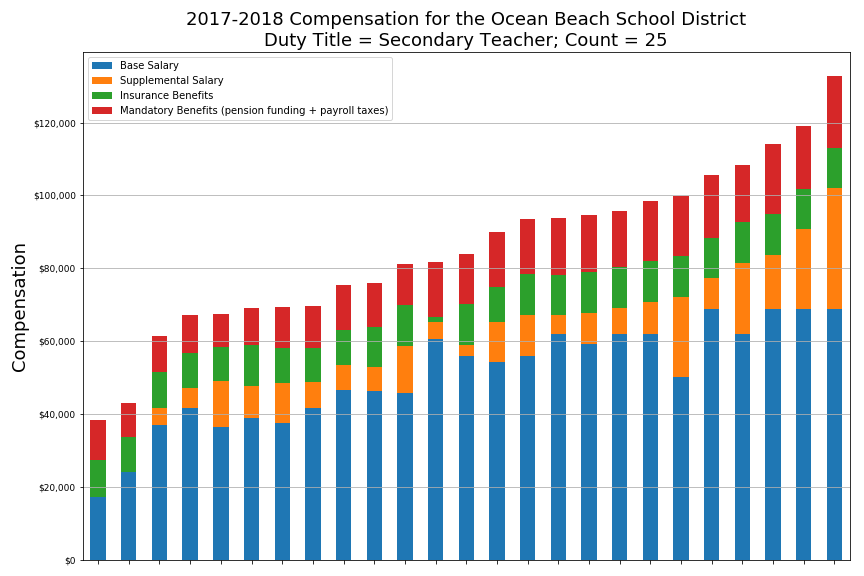 2017-2018 Compensation for the Ocean Beach School District
Duty Title = Secondary Teacher; Count = 25
Base Salary
Supplemental Salary
Insurance Benefits
Mandatory Benefits (pension funding + payroll taxes)
$120,000
$100,000
$80,000
$60,000
$40,000
$20,000
$0
Compensation